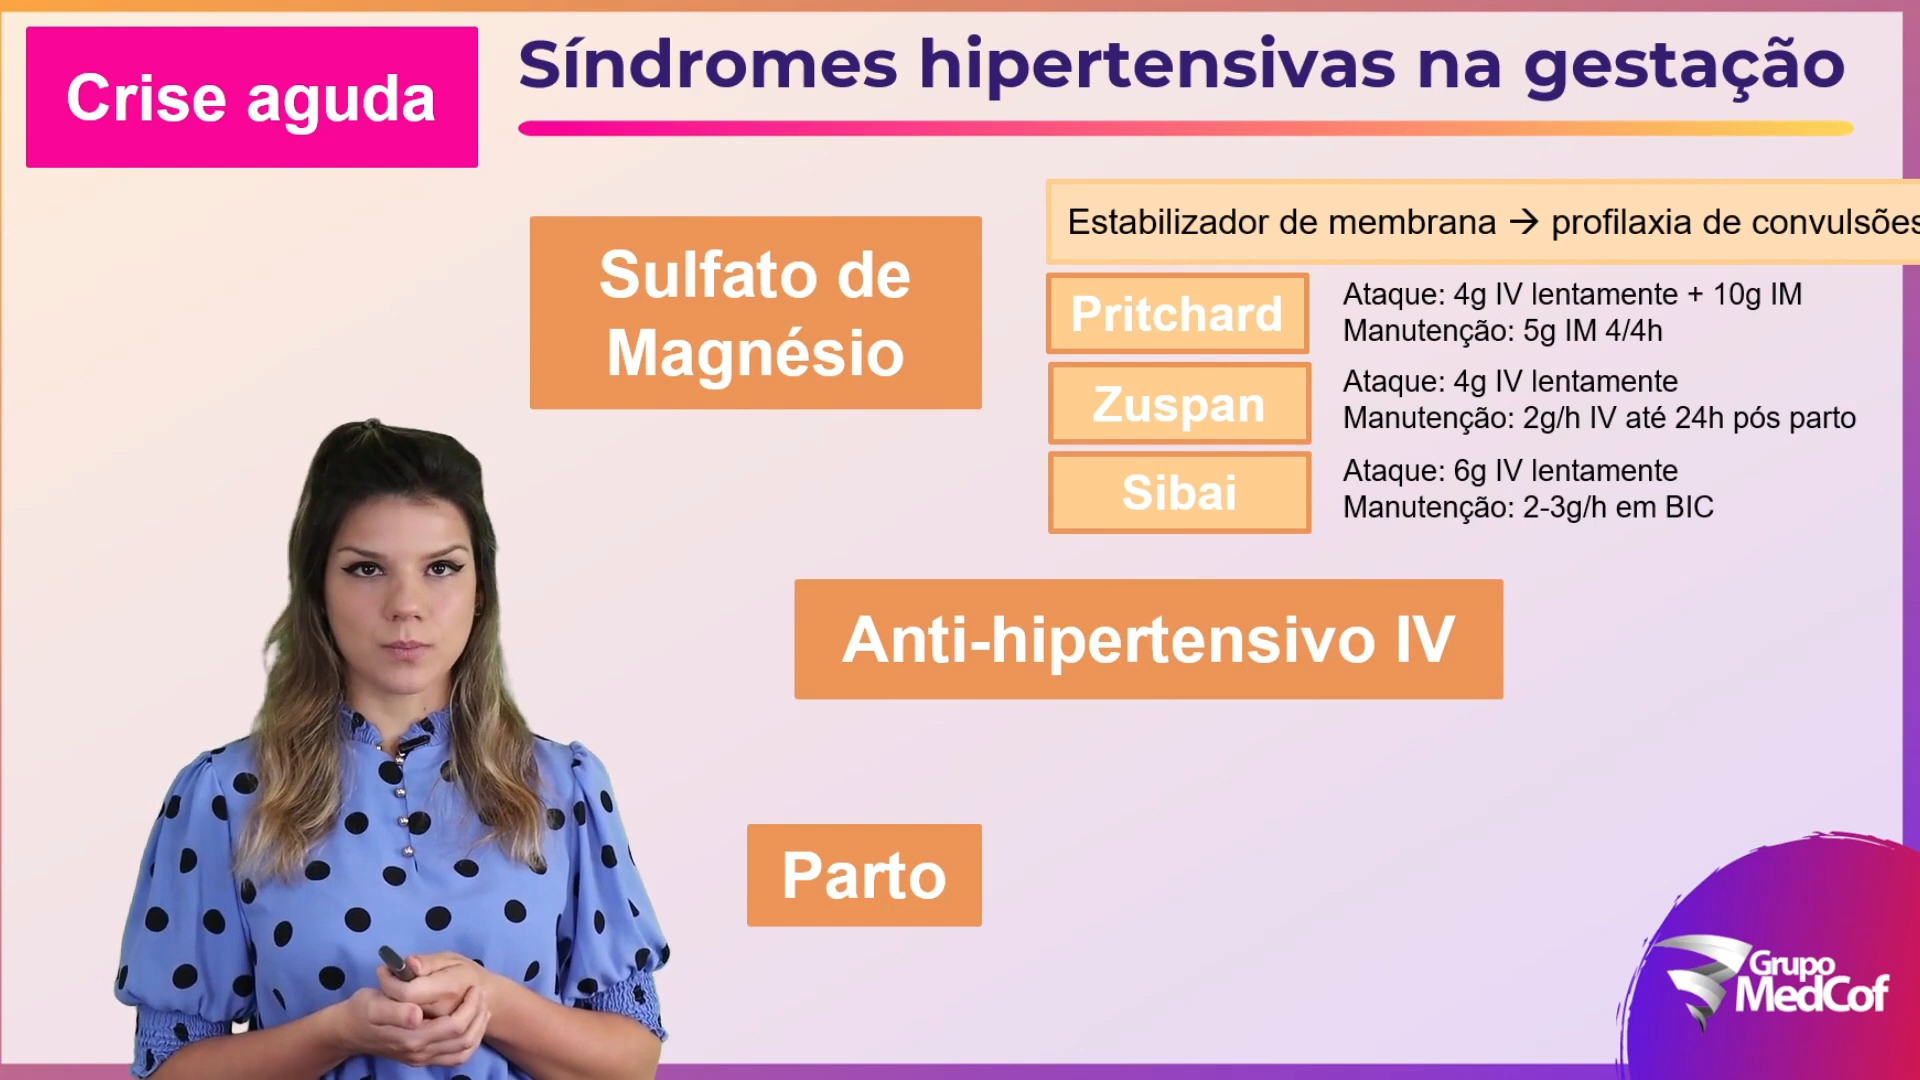 Crise aguda
Síndromes hipertensivas na gestação
Estabilizador de membrana → profilaxia de convulsões
Sulfato de
Magnésio
Pritchard
Ataque: 4g IV lentamente + 10g IM
Manutenção: 5g IM 4/4h
Zuspan
Ataque: 4g IV lentamente
Manutenção: 2g/h IV até 24h pós parto
Sibai
Ataque: 6g IV lentamente
Manutenção: 2-3g/h em BIC
Anti-hipertensivo IV
Parto
Grupo
MedCof